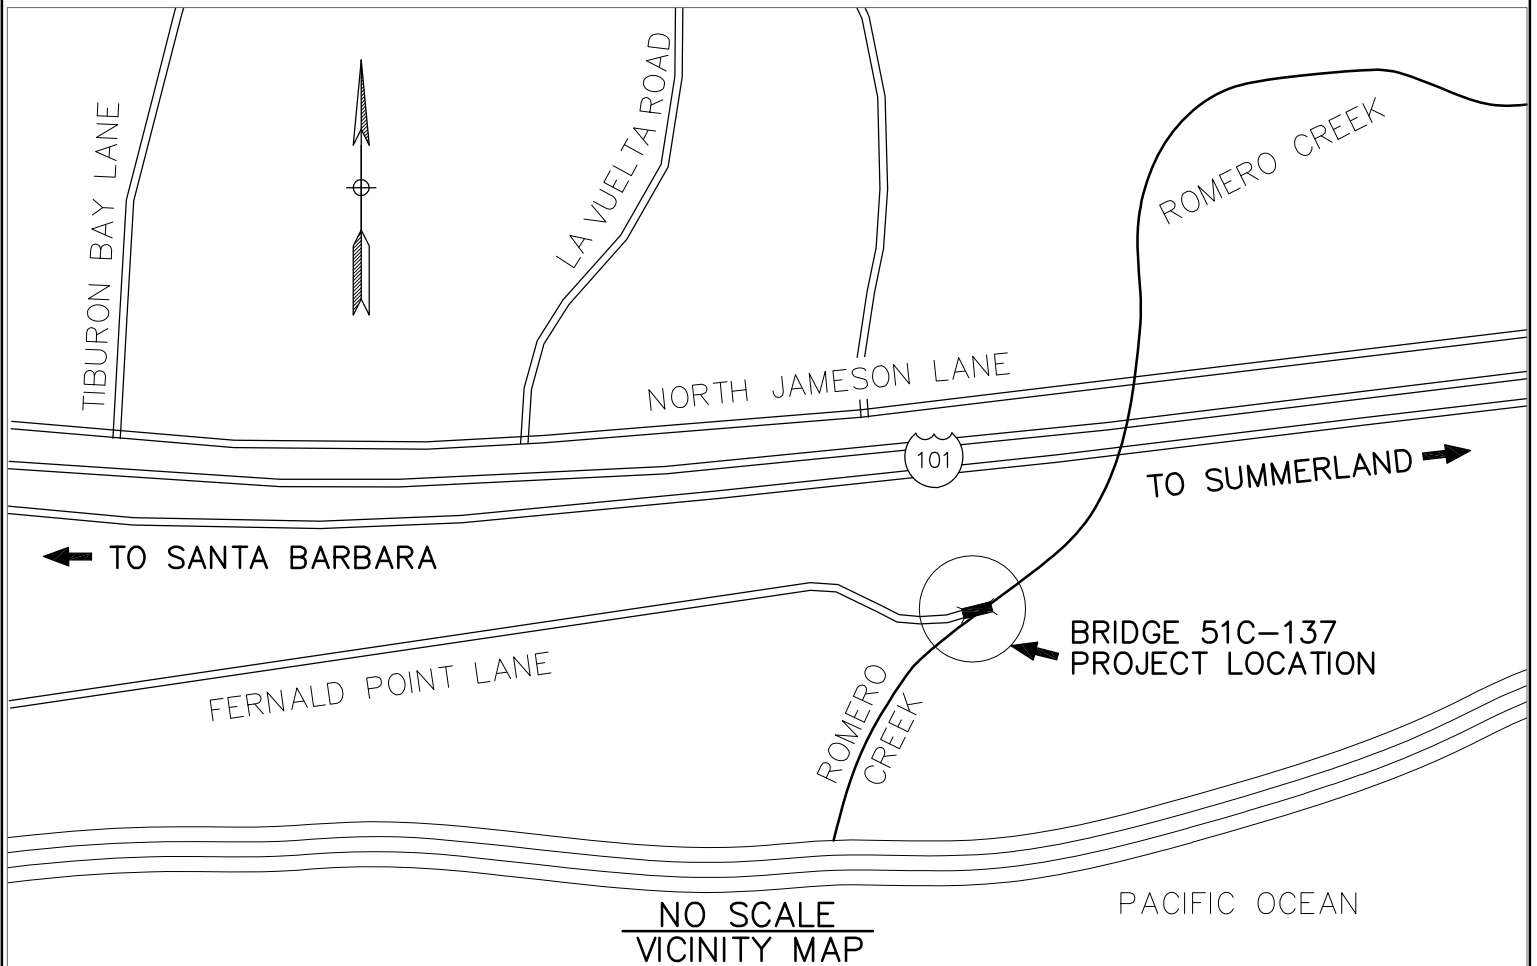 TIBURON BAY LANE
LA VUELTA ROAD
ROMERO CREEK
NORTH JAMESON LANE
101
TO SUMMERLAND
TO SANTA BARBARA
BRIDGE 51C-137
PROJECT LOCATION
FERNALD POINT LANE
ROMERO
CREEK
PACIFIC OCEAN
NO SCALE
VICINITY MAP